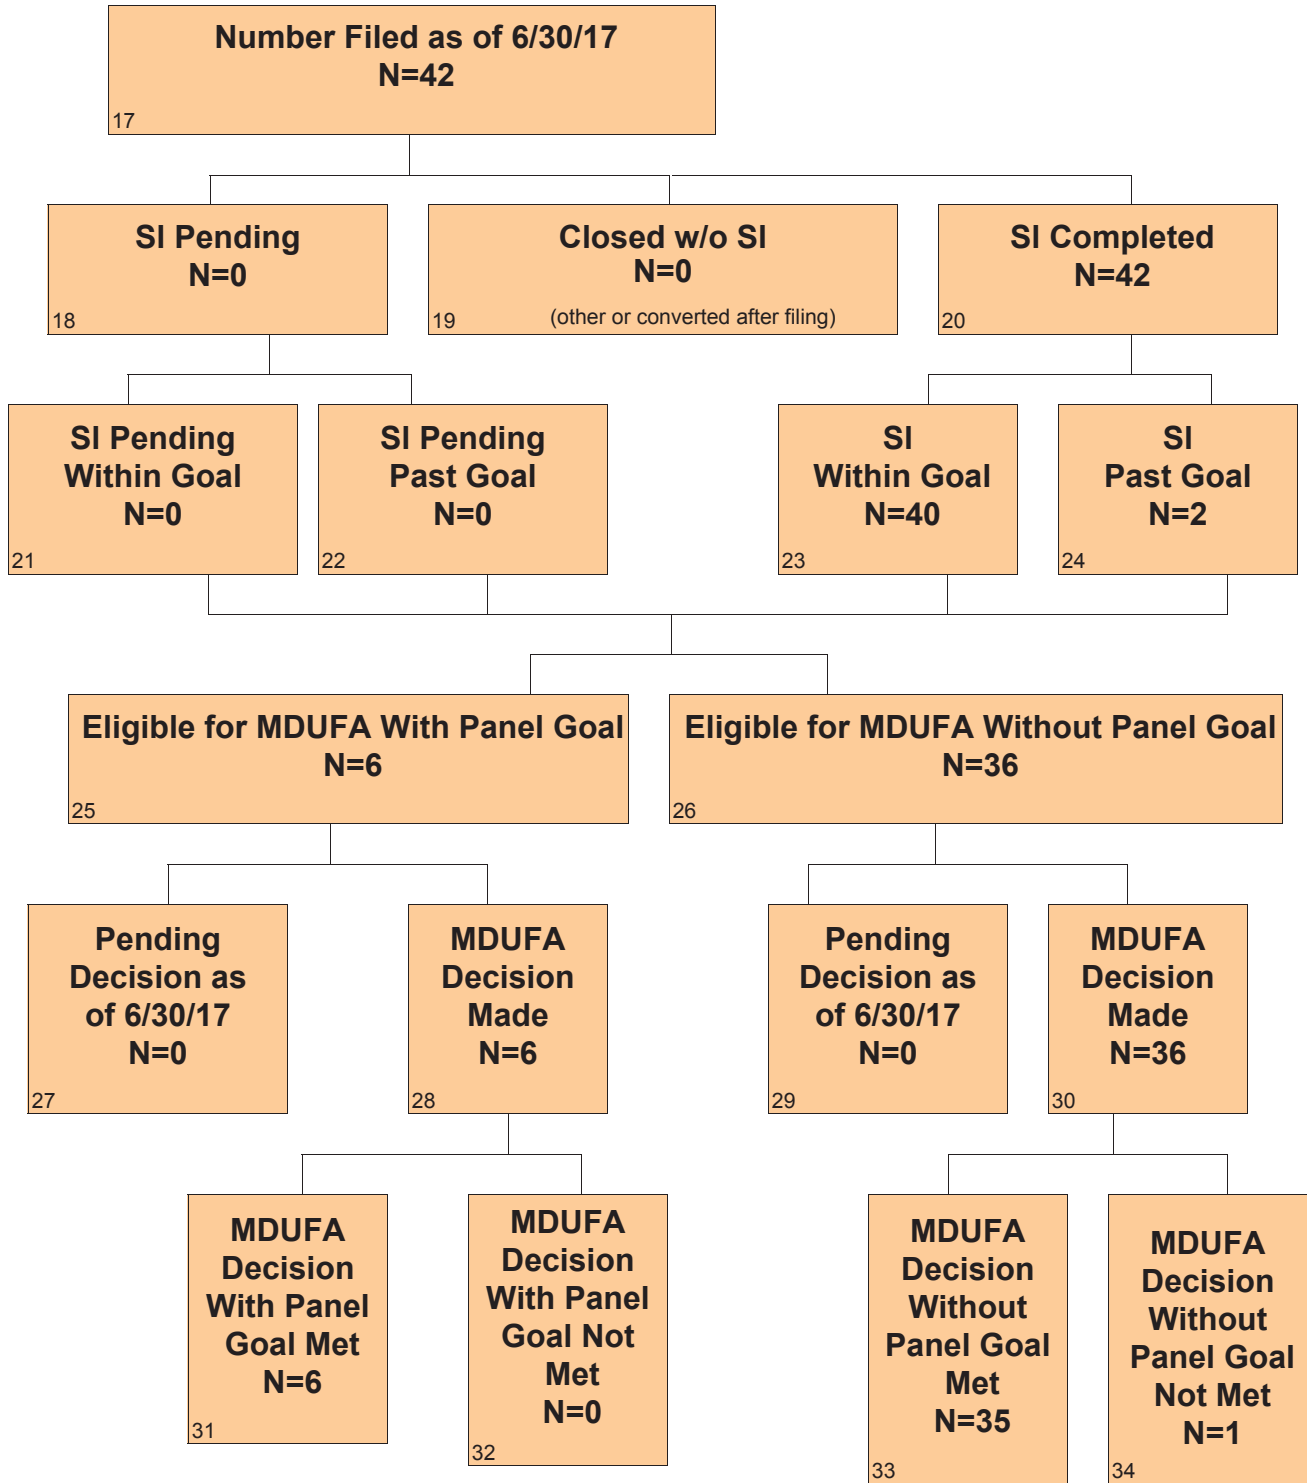 Number Filed as of 6/30/17
N=42
17
SI Pending
N=0
18
Closed w/o SI
N=0
(other or converted after filing)
19
SI Completed
N=42
20
SI Pending
Within Goal
N=0
21
SI Pending
Past Goal
N=0
22
SI
Within Goal
N=40
23
SI
Past Goal
N=2
24
Eligible for MDUFA With Panel Goal
N=6
25
Eligible for MDUFA Without Panel Goal
N=36
26
Pending
Decision as
of 6/30/17
N=0
27
MDUFA
Decision
Made
N=6
28
Pending
Decision as
of 6/30/17
N=0
29
MDUFA
Decision
Made
N=36
30
MDUFA
Decision
With Panel
Goal Met
N=6
31
MDUFA
Decision
With Panel
Goal Not
Met
N=0
32
MDUFA
Decision
Without
Panel Goal
Met
N=35
33
MDUFA
Decision
Without
Panel Goal
Not Met
N=1
34